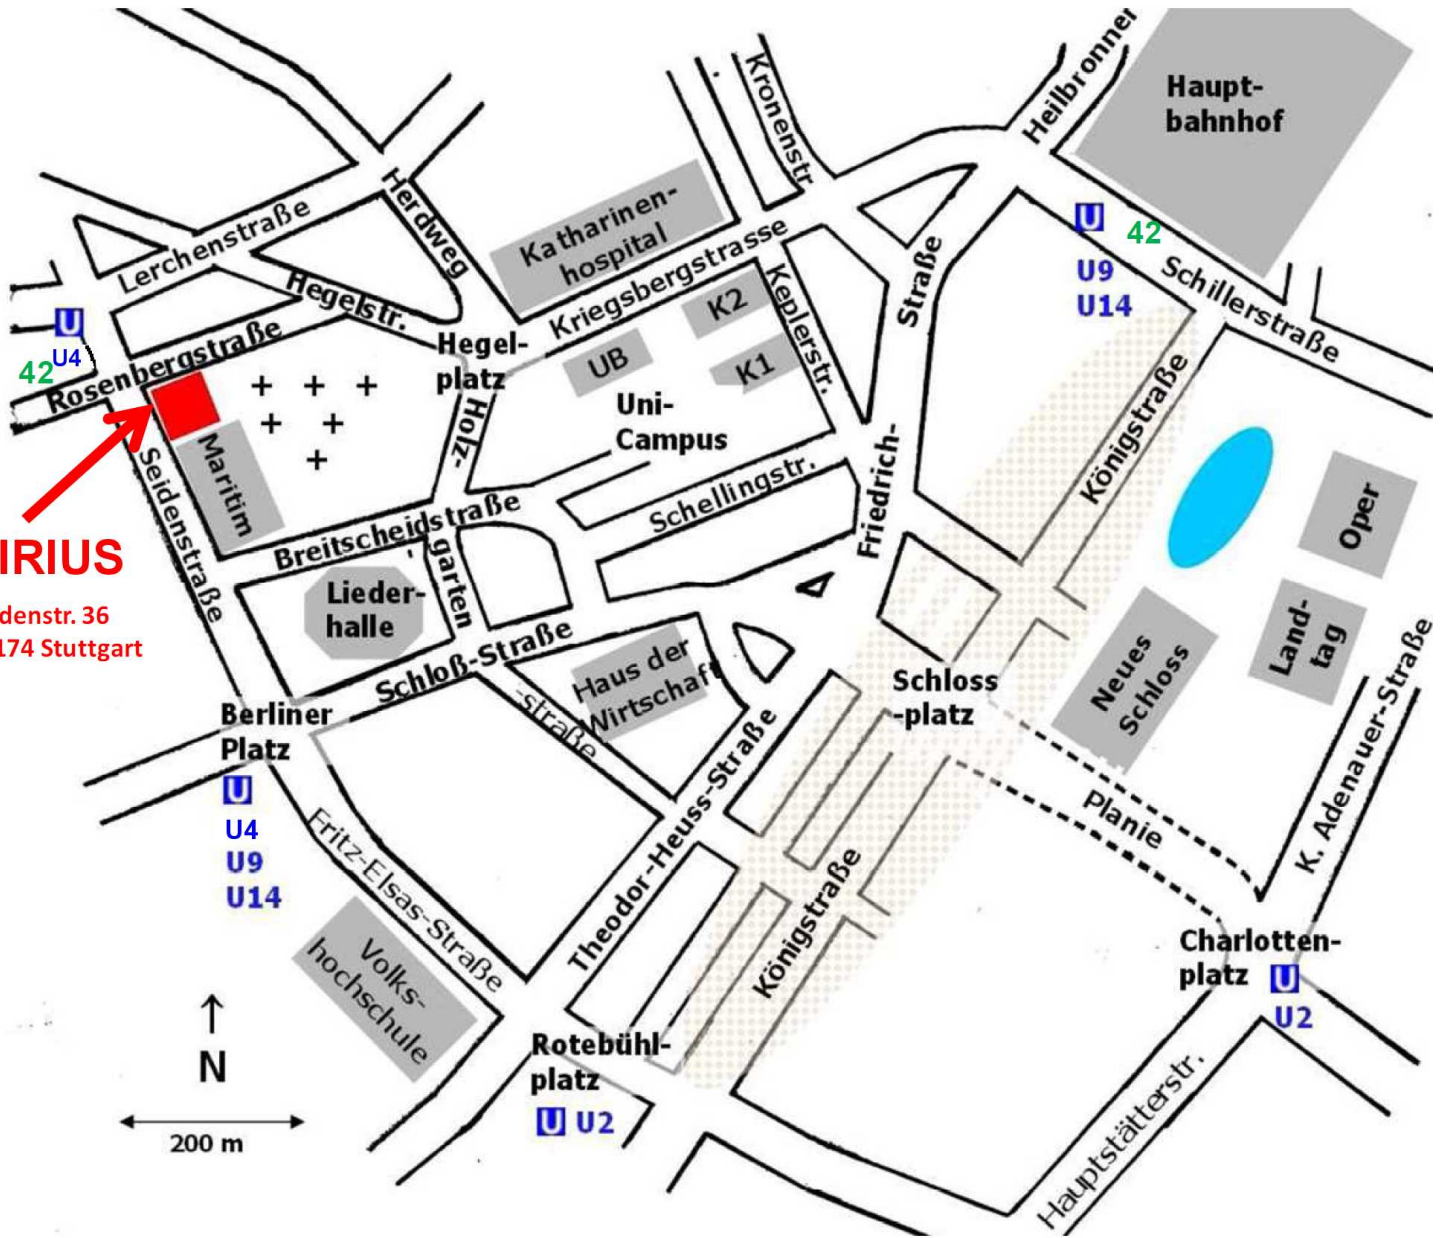 Kronenstr.
Heilbronner
Haupt-
bahnhof
Herdweg
Katharinen-
hospital
Lerchenstraße
U
42
U9
U14
Schillerstraße
Hegelstr.
Kriegsbergstrasse
Keplerstr.
Straße
U
U4
42
Rosenbergstraße
Hegel-
platz
K2
UB
K1
Uni-
Campus
Königstraße
Holz-
Maritim
Seidenstraße
Schellingstr.
Friedrich-
Oper
Breitscheidstraße
garten
IRIUS
denstr. 36
174 Stuttgart
Lieder-
halle
Schloß-Straße
Haus der
Wirtschaft
-straße
Land-
tag
Neues
Schloss
Schloss
-platz
K. Adenauer-Straße
Berliner
Platz
U
U4
U9
U14
Fritz-Elsas-Straße
Theodor-Heuss-Straße
Planie
Königstraße
Volks-
hochschule
Charlotten-
platz
U
U2
N
200 m
Rotebühl-
platz
U U2
Hauptstätterstr.